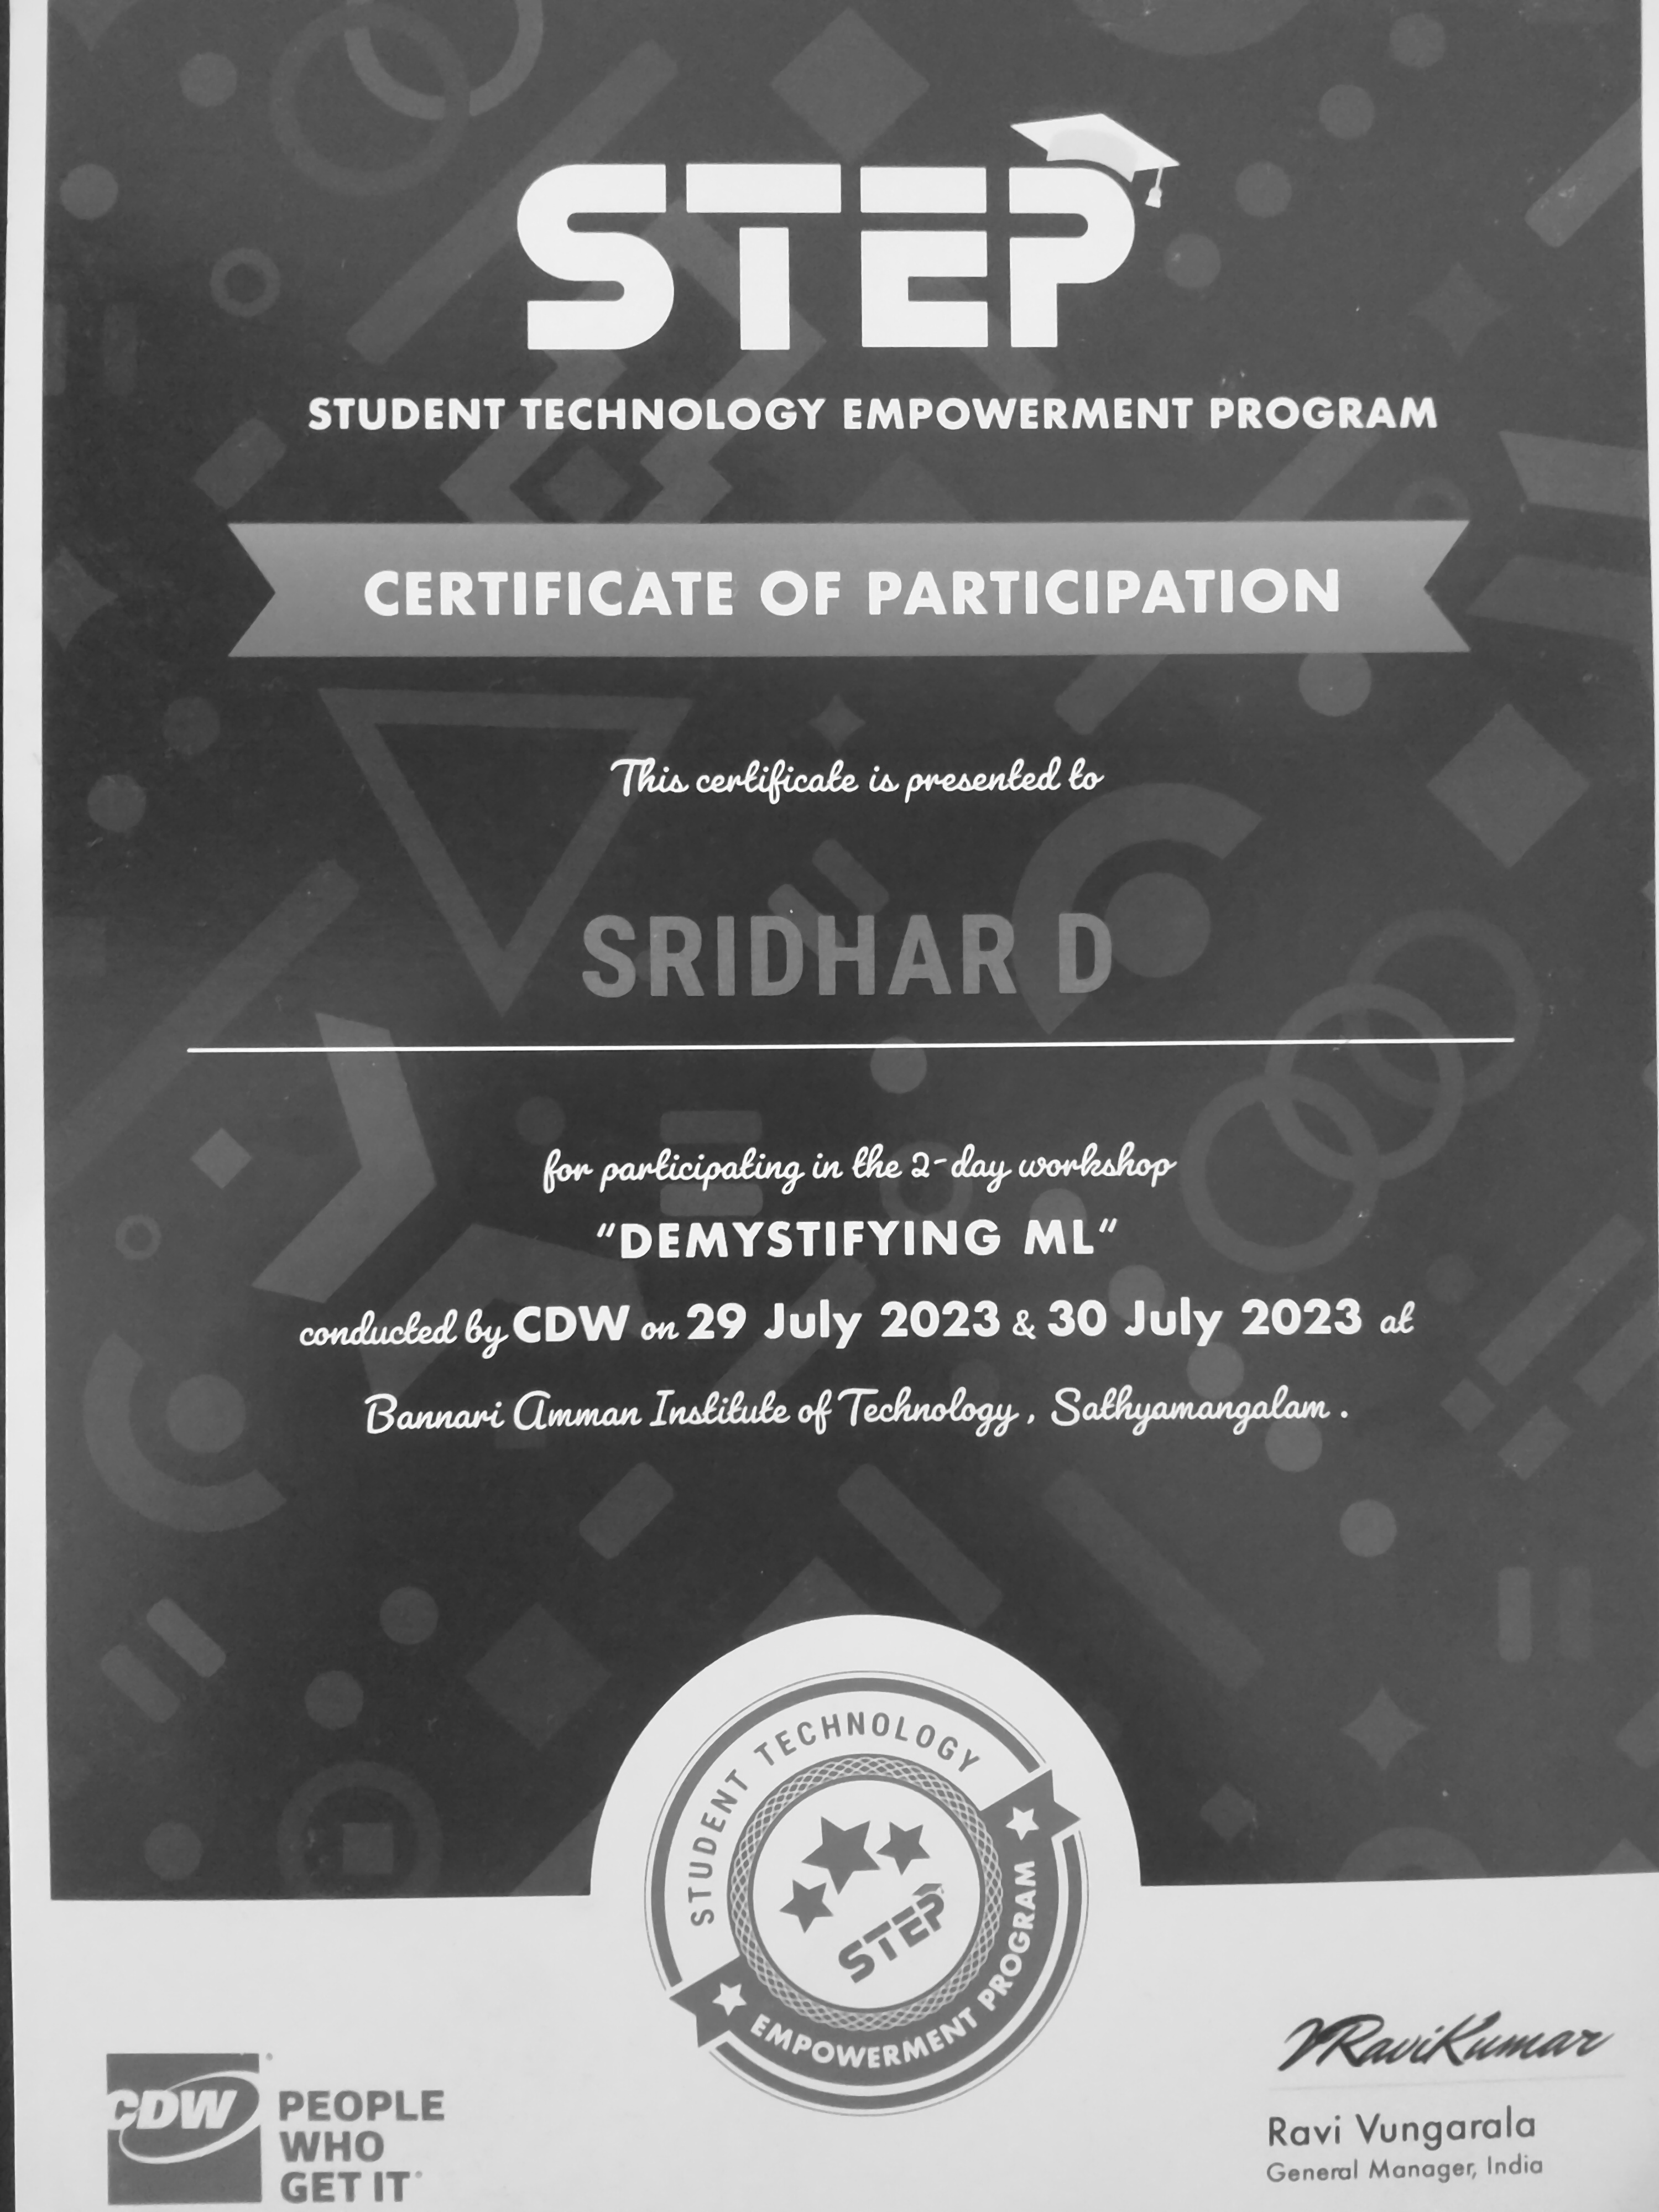 STEP
STUDENT TECHNOLOGY EMPOWERMENT PROGRAM
CERTIFICATE OF PARTICIPATION
This certificate is presented to
SRIDHAR D
for participating in the 2-day workshop
"DEMYSTIFYING ML"
conducted by CDW on 29 July 2023 & 30 July 2023 at
Bannari Amman Institute of Technology, Sathyamangalam.
STUDENT TECHNOLOGY
STEP
EMPOWERMENT PROGRAM
CDW®
PEOPLE
WHO
GET IT®
VRaviKumar
Ravi Vungarala
General Manager, India